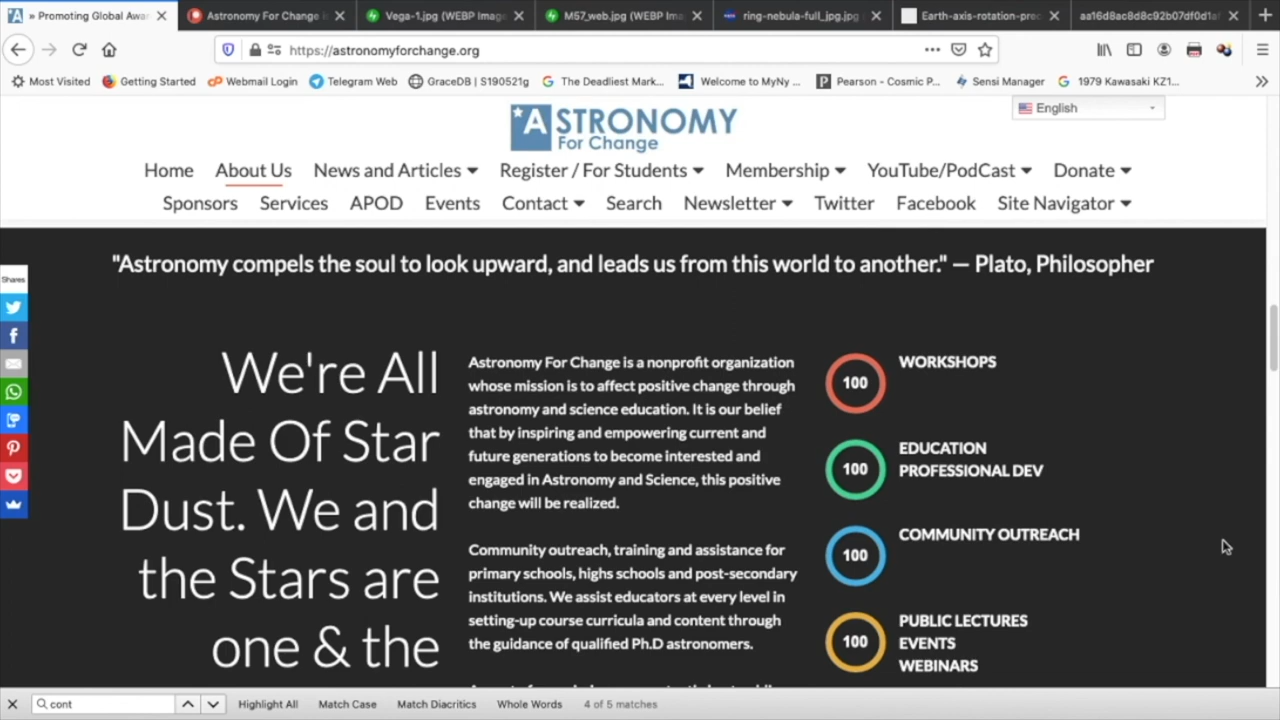 » Promoting Global Awa
Astronomy For Change i
Vega-1.jpg (WEBP Imag
M57_web.jpg (WEBP Im
ring-nebula-full_jpg.jpg
Earth-axis-rotation-prec
aa16d8ac8d8c92b07df0d1af
https://astronomyforchange.org
Most Visited
Getting Started
Webmail Login
Telegram Web
GraceDB | S190521g
The Deadliest Mark...
Welcome to MyNy ...
Pearson - Cosmic P...
Sensi Manager
1979 Kawasaki KZ1...
ASTRONOMY
For Change
English
Home About Us News and Articles Register / For Students Membership YouTube/PodCast Donate
Sponsors Services APOD Events Contact Search Newsletter Twitter Facebook Site Navigator
"Astronomy compels the soul to look upward, and leads us from this world to another." — Plato, Philosopher
Shares
We're All
Made Of Star
Dust. We and
the Stars are
one & the
Astronomy For Change is a nonprofit organization
whose mission is to affect positive change through
astronomy and science education. It is our belief
that by inspiring and empowering current and
future generations to become interested and
engaged in Astronomy and Science, this positive
change will be realized.
Community outreach, training and assistance for
primary schools, highs schools and post-secondary
institutions. We assist educators at every level in
setting-up course curricula and content through
the guidance of qualified Ph.D astronomers.
100 WORKSHOPS
100 EDUCATION
PROFESSIONAL DEV
100 COMMUNITY OUTREACH
100 PUBLIC LECTURES
EVENTS
WEBINARS
cont
Highlight All Match Case Match Diacritics Whole Words 4 of 5 matches